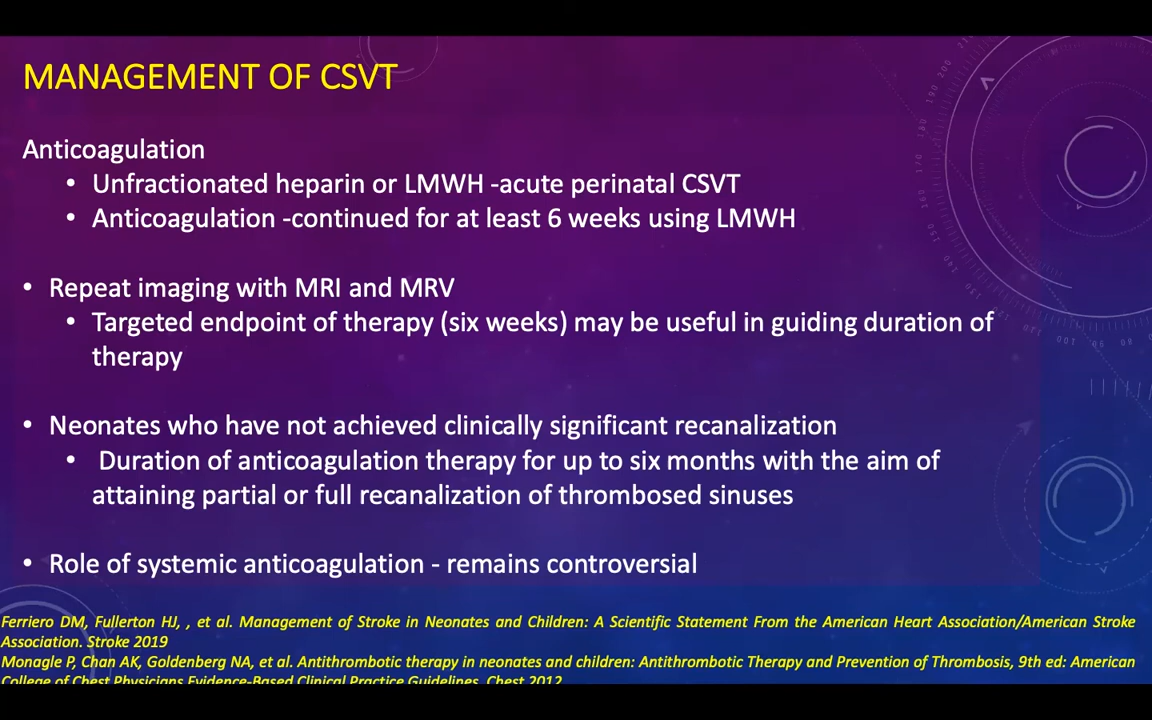 MANAGEMENT OF CSVT
Anticoagulation
• Unfractionated heparin or LMWH -acute perinatal CSVT
• Anticoagulation -continued for at least 6 weeks using LMWH
• Repeat imaging with MRI and MRV
• Targeted endpoint of therapy (six weeks) may be useful in guiding duration of
therapy
• Neonates who have not achieved clinically significant recanalization
• Duration of anticoagulation therapy for up to six months with the aim of
attaining partial or full recanalization of thrombosed sinuses
• Role of systemic anticoagulation - remains controversial
Ferriero DM, Fullerton HJ, , et al. Management of Stroke in Neonates and Children: A Scientific Statement From the American Heart Association/American Stroke
Association. Stroke 2019
Monagle P, Chan AK, Goldenberg NA, et al. Antithrombotic therapy in neonates and children: Antithrombotic Therapy and Prevention of Thrombosis, 9th ed: American
College of Chest Physicians Evidence-Based Clinical Practice Guidelines. Chest 2012